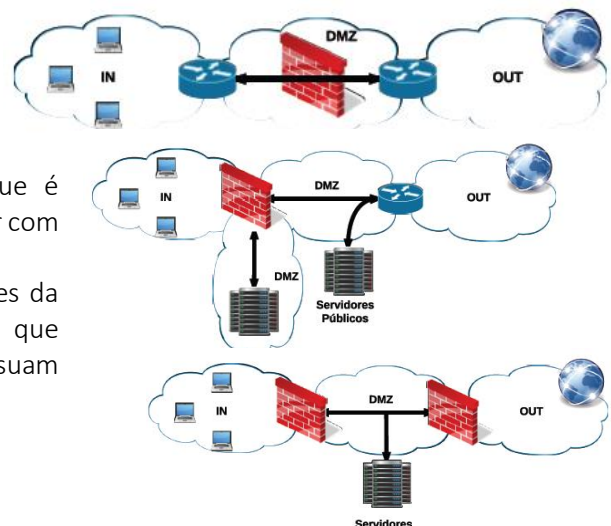 DMZ
IN
OUT
ue é
r com
es da
que
suam
IN
DMZ
OUT
DMZ
Servidores
Públicos
IN
DMZ
OUT
Servidores